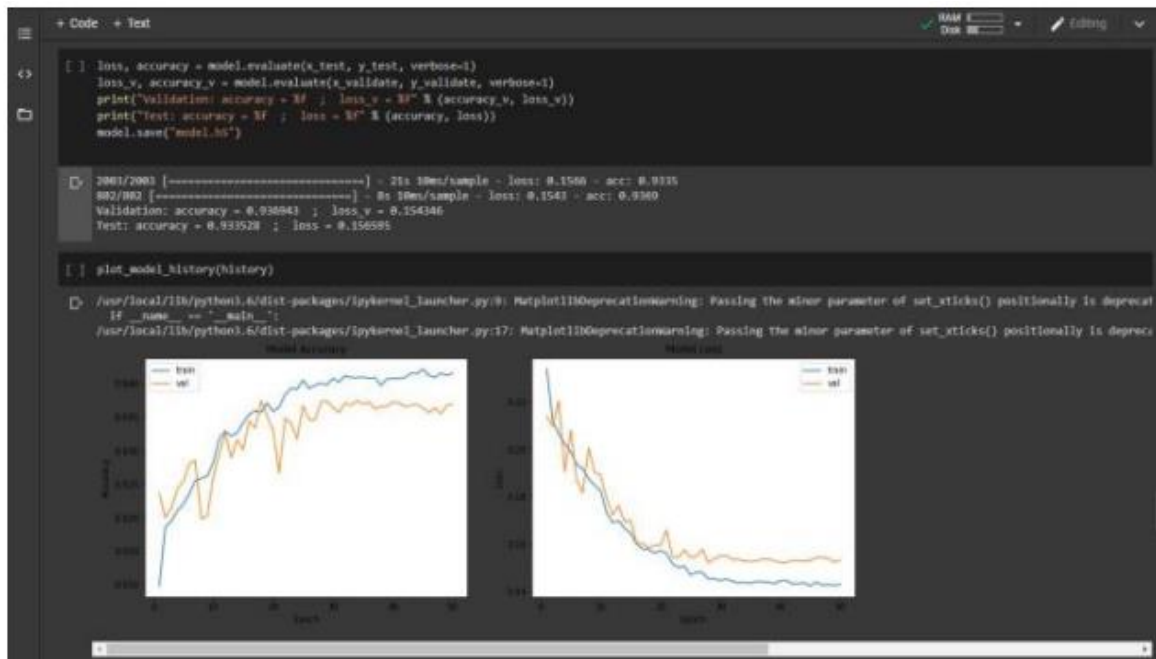 + Code + Text
RAM
Disk
Editing
[ ] loss, accuracy = model.evaluate(x_test, y_test, verbose=1)
loss_v, accuracy_v = model.evaluate(x_validate, y_validate, verbose=1)
print("Validation: accuracy = %f ; loss_v = %f" % (accuracy_v, loss_v))
print("Test: accuracy = %f ; loss = %f" % (accuracy, loss))
model.save("model.h5")
2003/2003 [==============================] - 21s 10ms/sample - loss: 0.1566 - acc: 0.9335
802/802 [==============================] - 8s 10ms/sample - loss: 0.1543 - acc: 0.9369
Validation: accuracy = 0.936943 ; loss_v = 0.154346
Test: accuracy = 0.933528 ; loss = 0.156595
[ ] plot_model_history(history)
/usr/local/lib/python3.6/dist-packages/ipykernel_launcher.py:9: MatplotlibDeprecationWarning: Passing the minor parameter of set_xticks() positionally is deprecat
if __name__ == '__main__':
/usr/local/lib/python3.6/dist-packages/ipykernel_launcher.py:17: MatplotlibDeprecationWarning: Passing the minor parameter of set_xticks() positionally is depreca
Model Accuracy
train
val
Accuracy
Epoch
Model Loss
train
val
Loss
Epoch